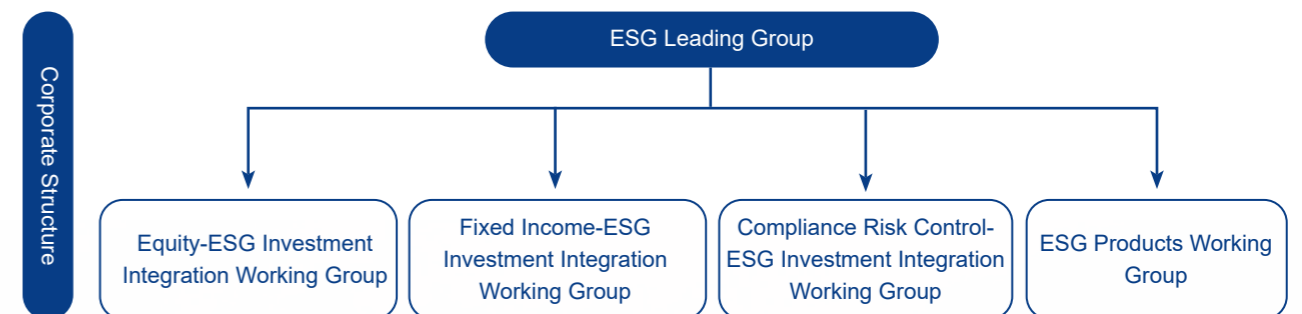 Corporate Structure
ESG Leading Group
Equity-ESG Investment
Integration Working Group
Fixed Income-ESG
Investment Integration
Working Group
Compliance Risk Control-
ESG Investment Integration
Working Group
ESG Products Working
Group